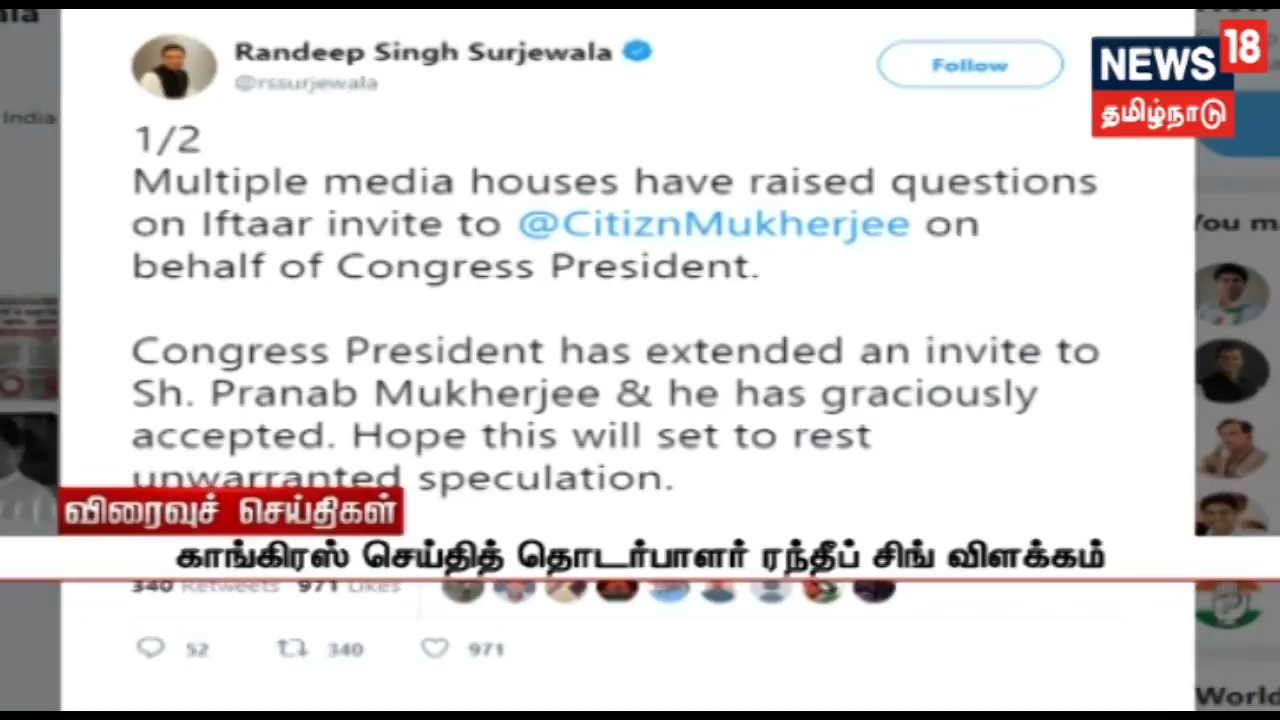 ala
Randeep Singh Surjewala
@rssurjewala
Follow
NEWS 18
தமிழ்நாடு
India
1/2
Multiple media houses have raised questions
on Iftaar invite to @CitiznMukherjee on
behalf of Congress President.
You m
Congress President has extended an invite to
Sh. Pranab Mukherjee & he has graciously
accepted. Hope this will set to rest
unwarranted speculation.
விரைவுச் செய்திகள்
காங்கிரஸ் செய்தித் தொடர்பாளர் ரந்தீப் சிங் விளக்கம்
340 Retweets 971 Likes
52 340 971
World